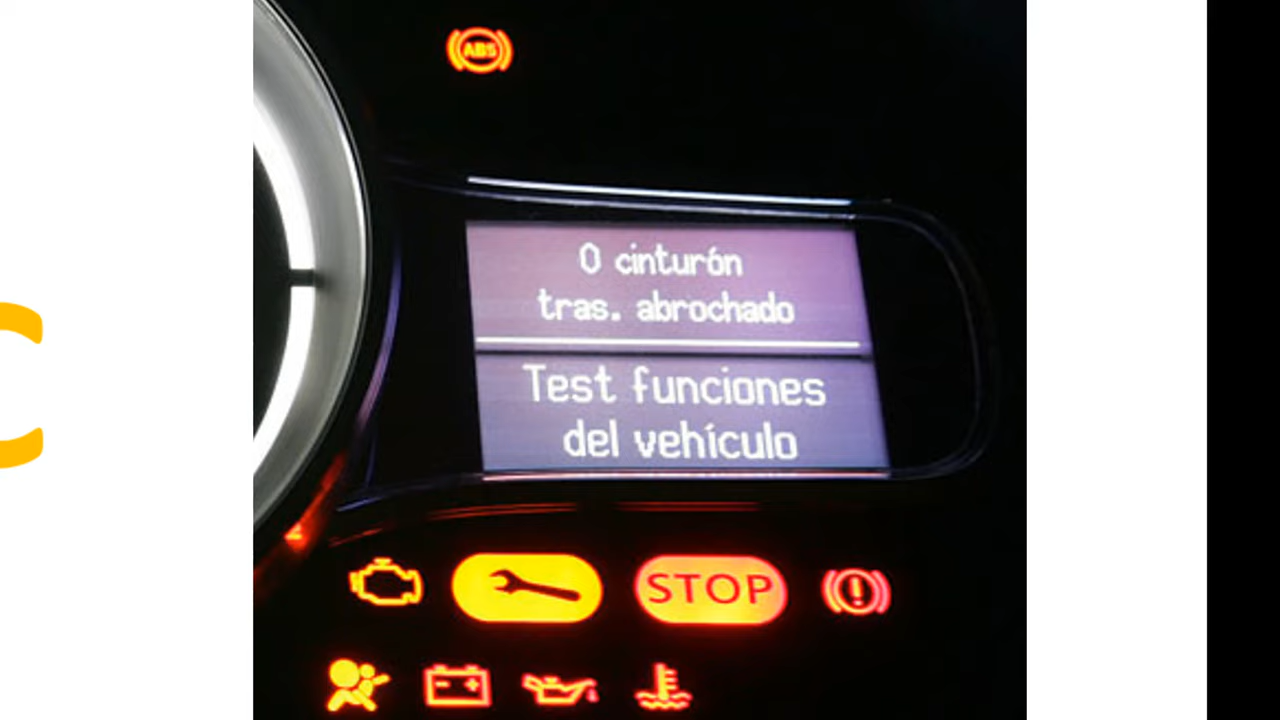 ABS
0 cinturón
tras. abrochado
Test funciones
del vehículo
STOP